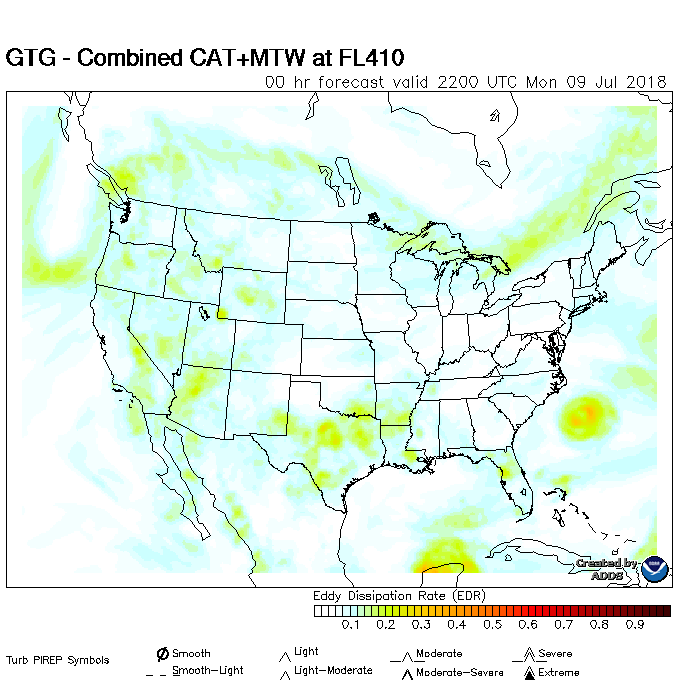 GTG - Combined CAT+MTW at FL410
00 hr forecast valid 2200 UTC Mon 09 Jul 2018
Created by
ADDS
Eddy Dissipation Rate (EDR)
0.1 0.2 0.3 0.4 0.5 0.6 0.7 0.8 0.9
Turb PIREP Symbols
Smooth Light Moderate Severe
Smooth-Light Light-Moderate Moderate-Severe Extreme